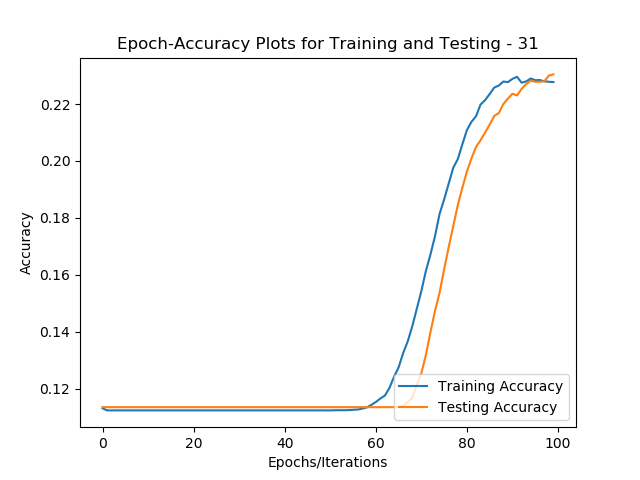 Epoch-Accuracy Plots for Training and Testing - 31
0.22
0.20
0.18
0.16
0.14
0.12
Accuracy
Training Accuracy
Testing Accuracy
0 20 40 60 80 100
Epochs/Iterations